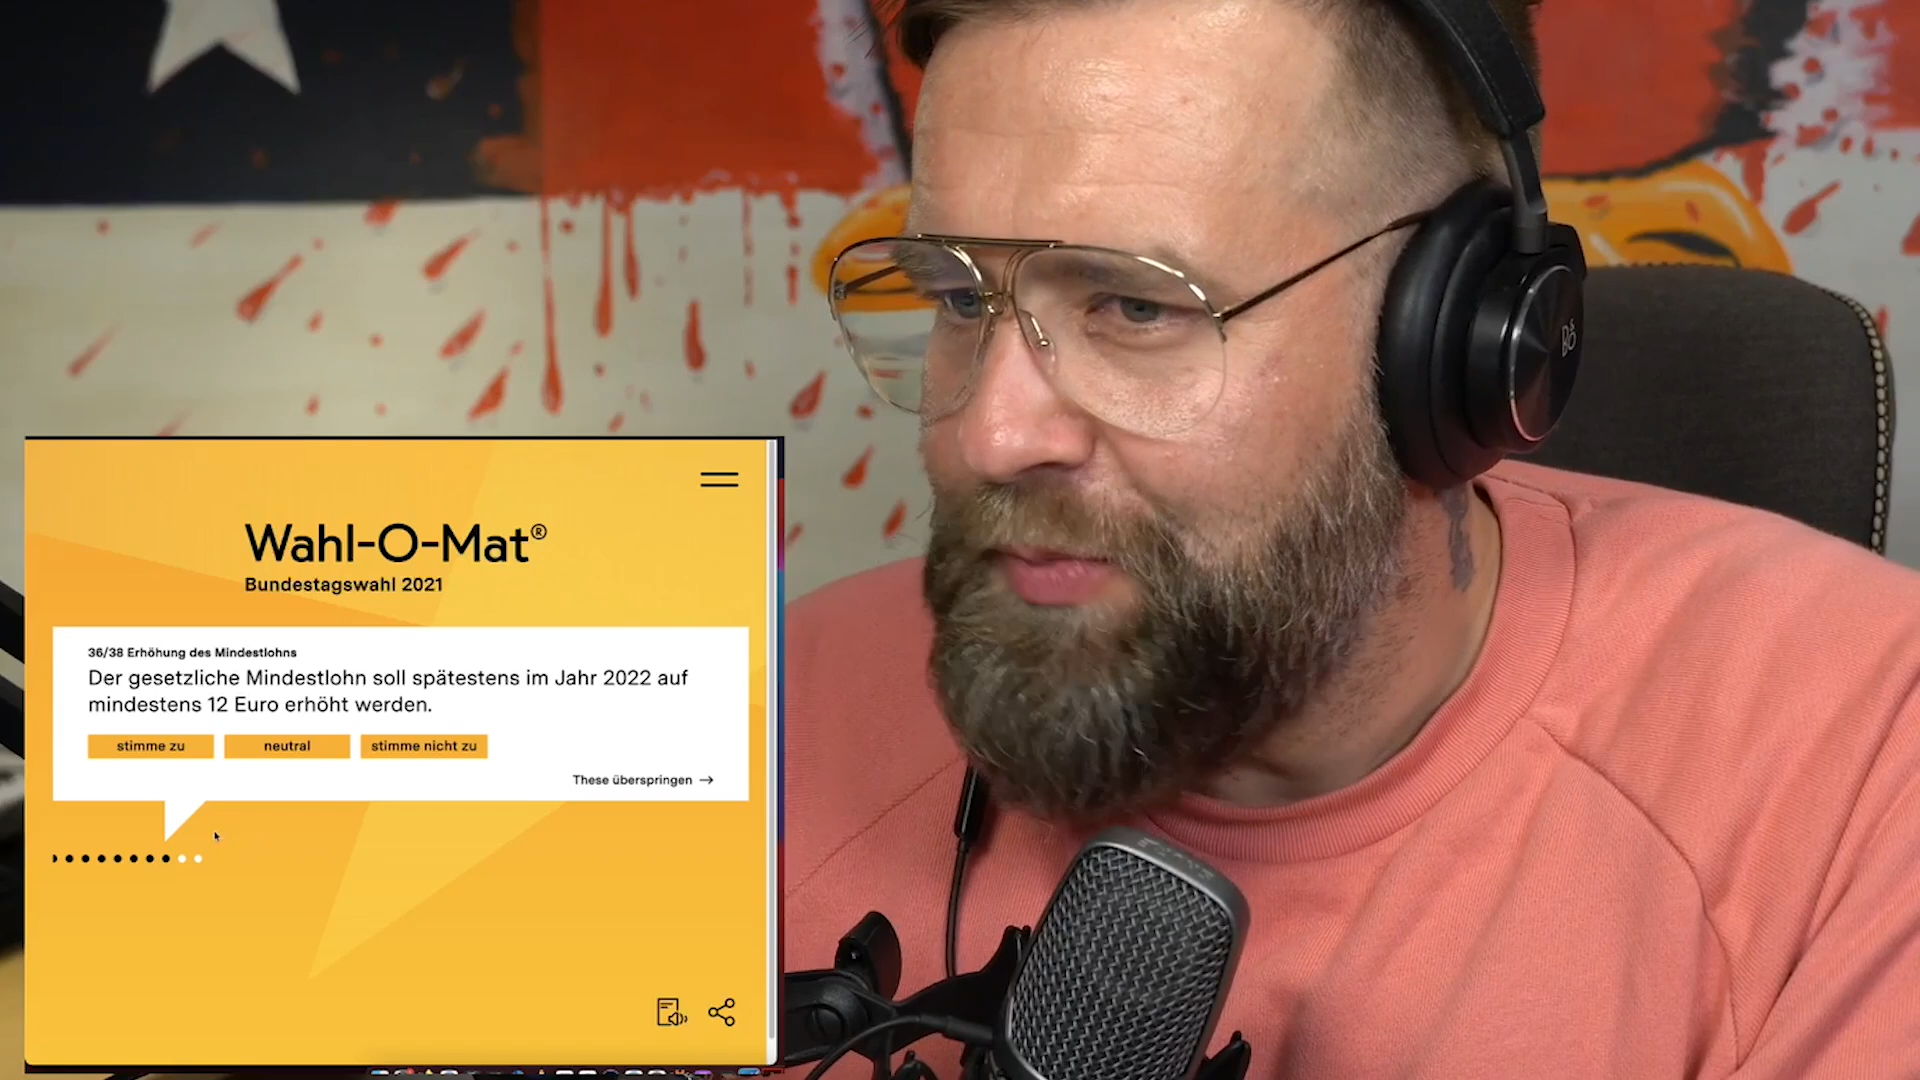 Wahl-O-Mat®
Bundestagswahl 2021
36/38 Erhöhung des Mindestlohns
Der gesetzliche Mindestlohn soll spätestens im Jahr 2022 auf
mindestens 12 Euro erhöht werden.
stimme zu neutral stimme nicht zu
These überspringen →
B&O